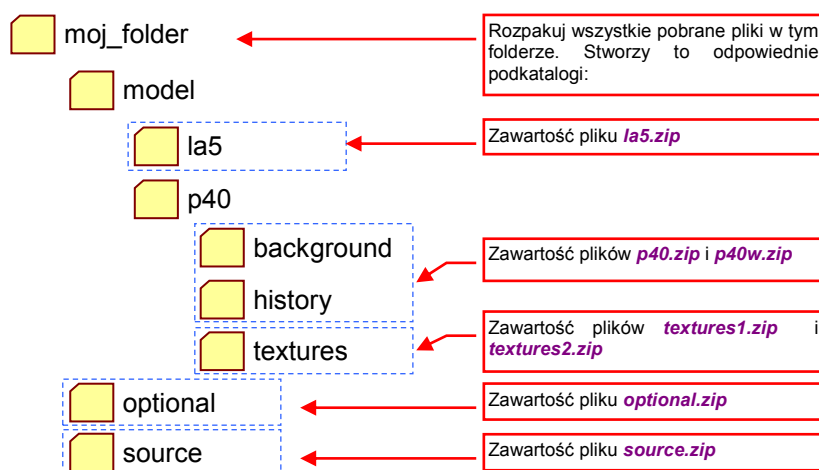 moj_folder
Rozpakuj wszystkie pobrane pliki w tym
folderze. Stworzy to odpowiednie
podkatalogi:
model
la5
Zawartość pliku la5.zip
p40
background
history
Zawartość plików p40.zip i p40w.zip
textures
Zawartość plików textures1.zip i
textures2.zip
optional
Zawartość pliku optional.zip
source
Zawartość pliku source.zip